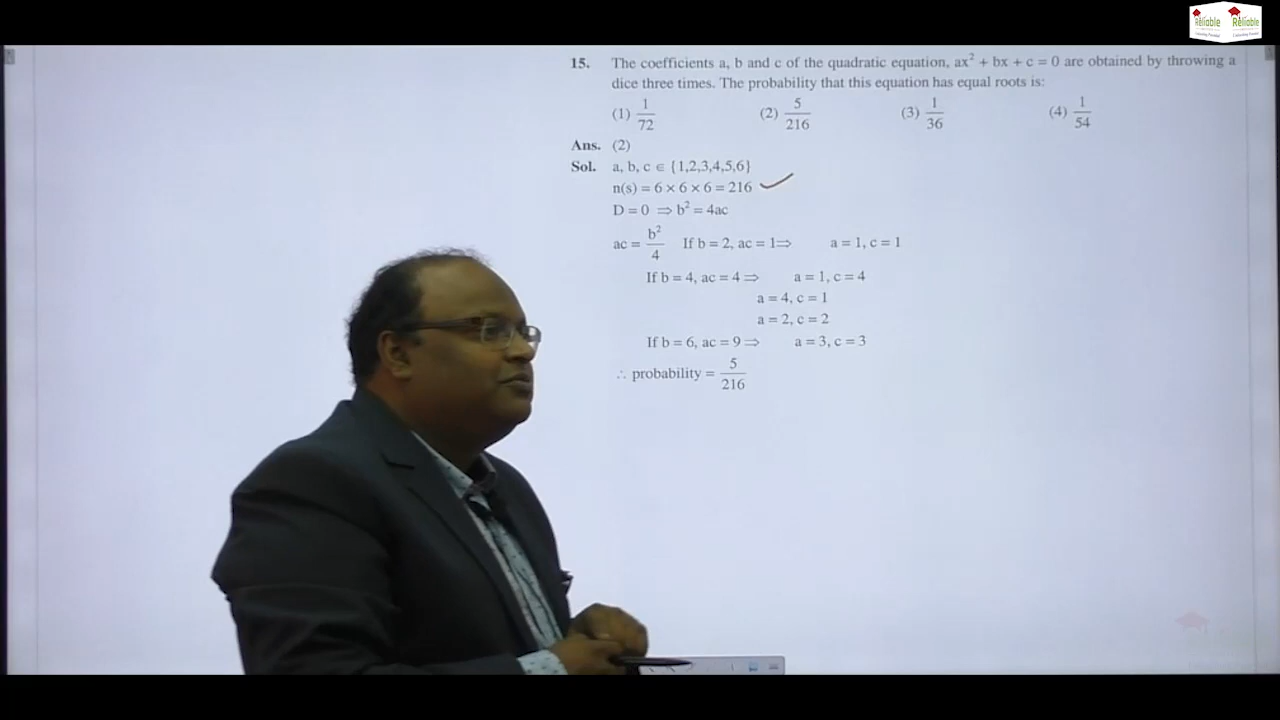 Reliable Reliable
15. The coefficients a, b and c of the quadratic equation, ax² + bx + c = 0 are obtained by throwing a
dice three times. The probability that this equation has equal roots is:
(1) 1/72 (2) 5/216 (3) 1/36 (4) 1/54
Ans. (2)
Sol. a, b, c ∈ {1,2,3,4,5,6}
n(s) = 6 × 6 × 6 = 216
D = 0 ⇒ b² = 4ac
ac = b²/4 If b = 2, ac = 1⇒ a = 1, c = 1
If b = 4, ac = 4 ⇒ a = 1, c = 4
a = 4, c = 1
a = 2, c = 2
If b = 6, ac = 9 ⇒ a = 3, c = 3
∴ probability = 5/216